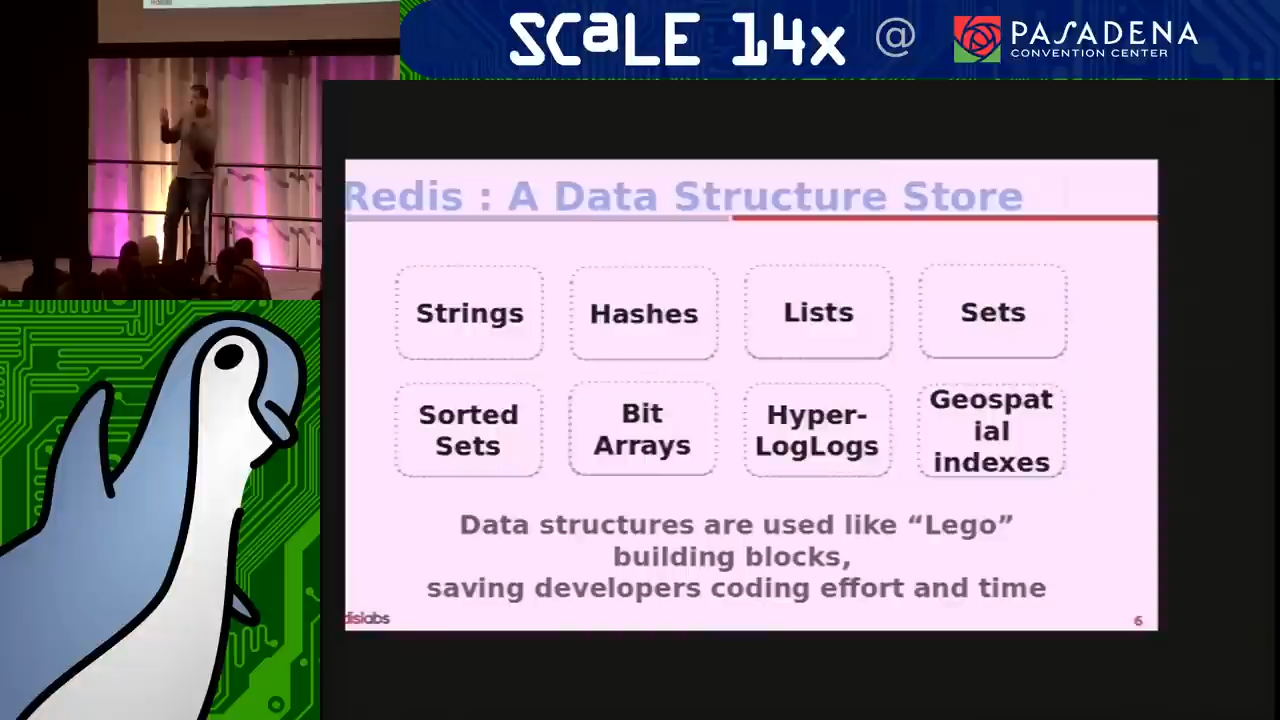 SCaLE 14x @ PASADENA
CONVENTION CENTER
Redis : A Data Structure Store
Strings
Hashes
Lists
Sets
Sorted
Sets
Bit
Arrays
Hyper-
LogLogs
Geospat
ial
indexes
Data structures are used like “Lego”
building blocks,
saving developers coding effort and time
dislabs
6